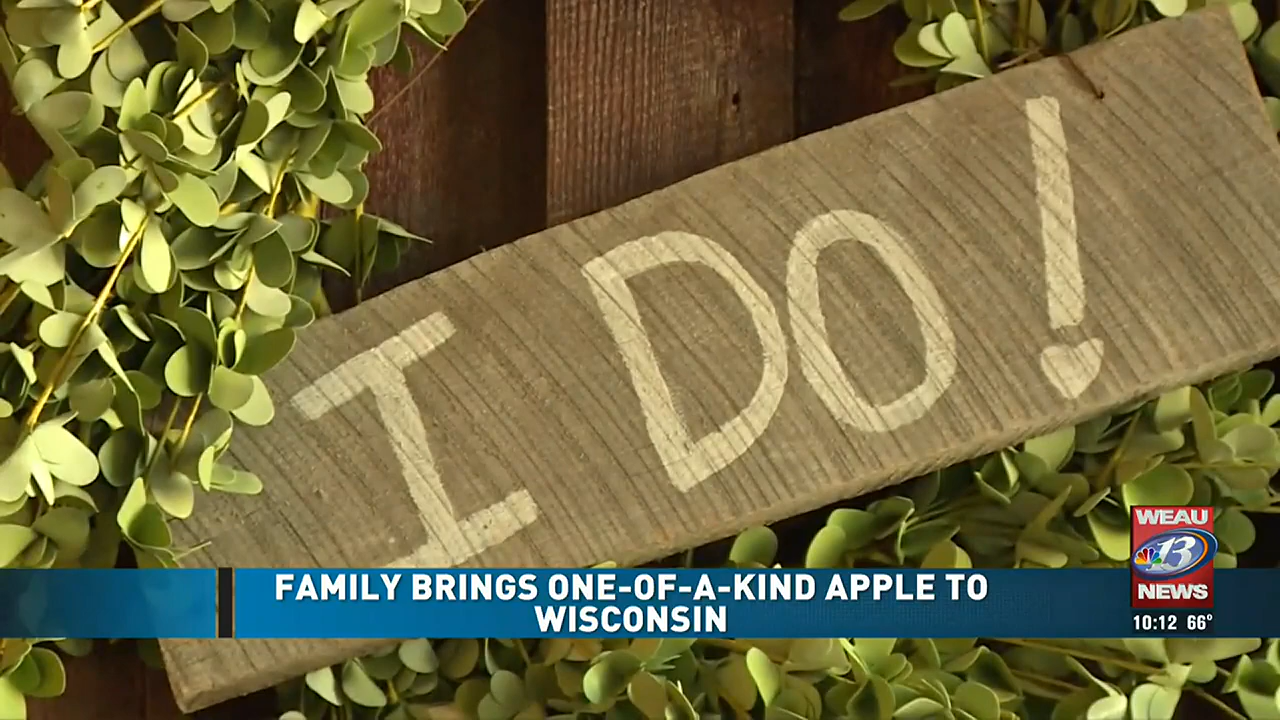 I DO!
FAMILY BRINGS ONE-OF-A-KIND APPLE TO
WISCONSIN
WEAU
13
NEWS
10:12 66°